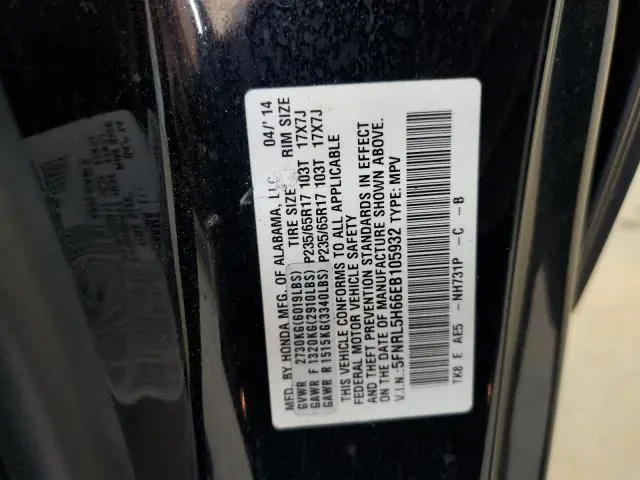 MFD. BY HONDA MFG. OF ALABAMA, LLC 04/'14
TIRE SIZE RIM SIZE
GVWR 2730KG(6019LBS)
GAWR F 1320KG(2910LBS) P235/65R17 103T 17X7J
GAWR R 1515KG(3340LBS) P235/65R17 103T 17X7J
THIS VEHICLE CONFORMS TO ALL APPLICABLE
FEDERAL MOTOR VEHICLE SAFETY
AND THEFT PREVENTION STANDARDS IN EFFECT
ON THE DATE OF MANUFACTURE SHOWN ABOVE.
V.I.N.:5FNRL5H66EB105932 TYPE: MPV
TK8 E AE5 -NH731P -C -B